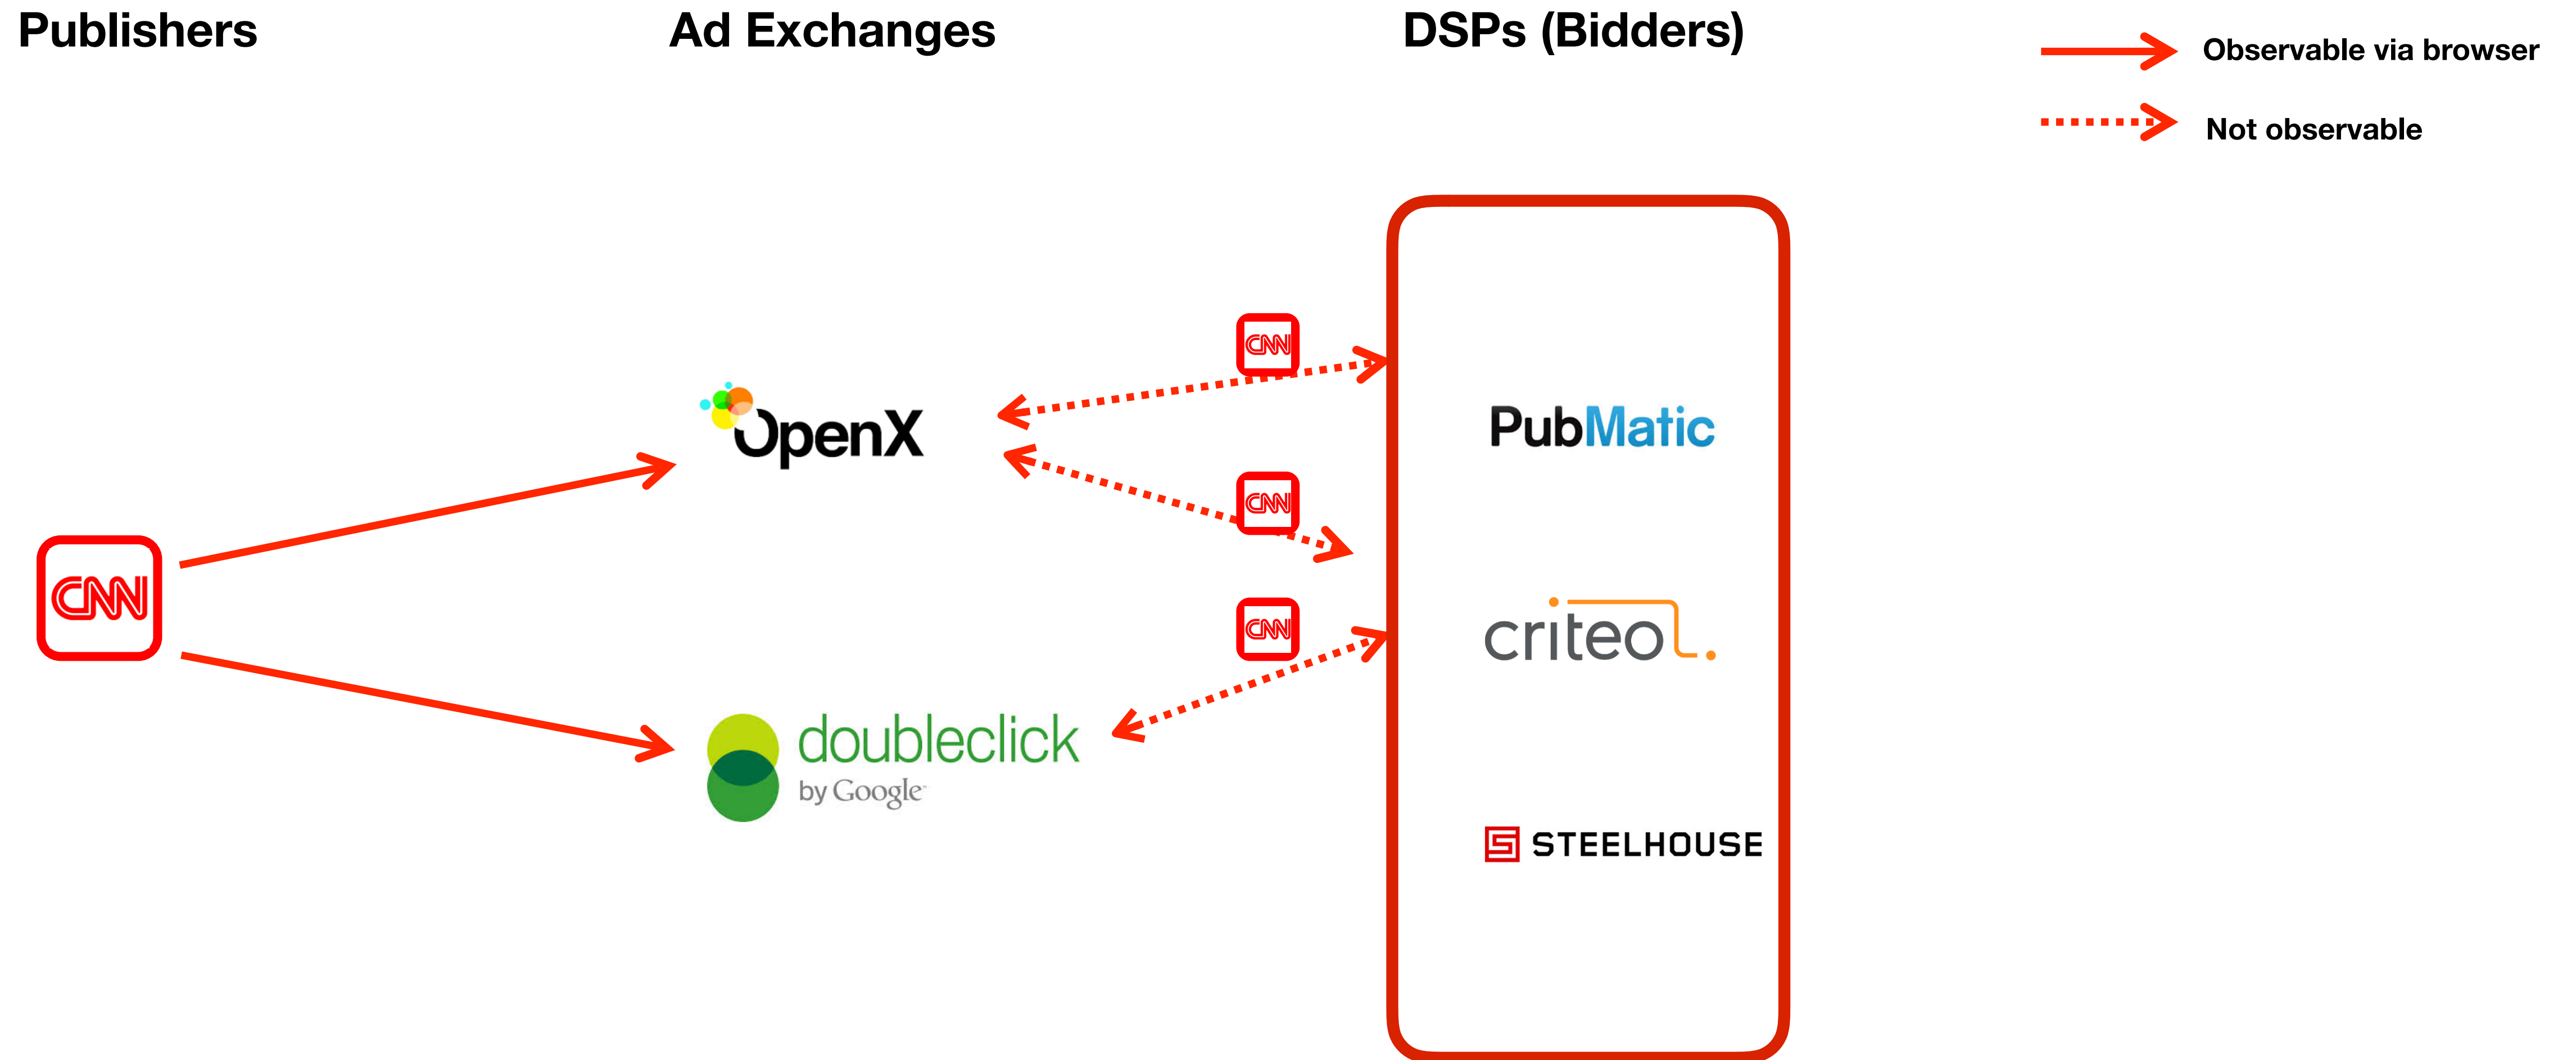 Publishers
Ad Exchanges
DSPs (Bidders)
Observable via browser
Not observable
CNN
OpenX
PubMatic
CNN
CNN
criteo
CNN
CNN
doubleclick
by Google
STEELHOUSE